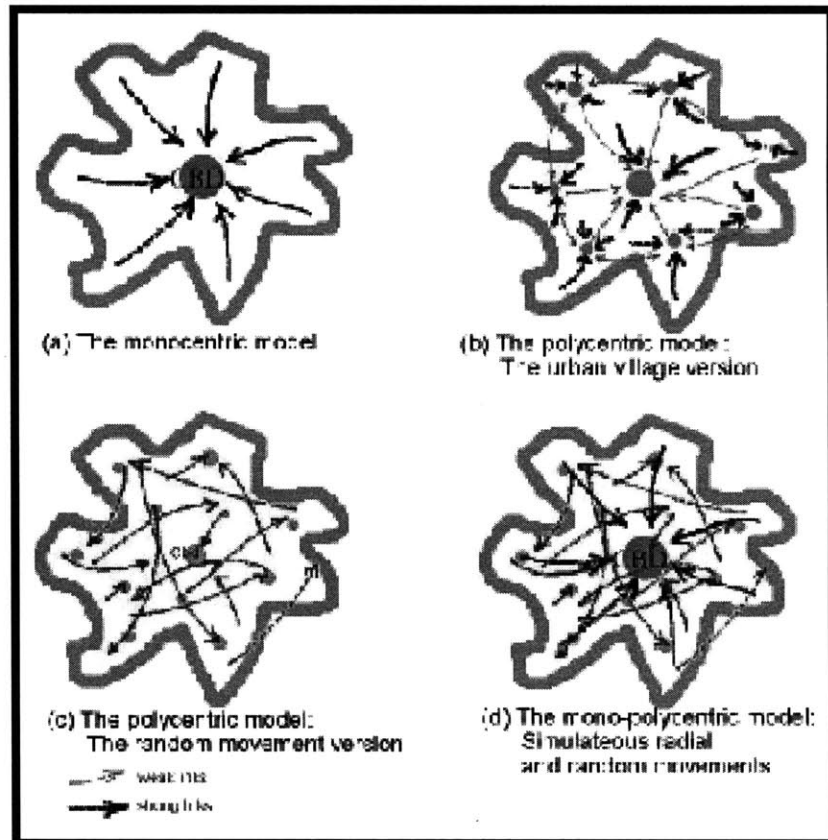 CBD
(a) The monocentric model
(b) The polycentric model:
The urban village version
(c) The polycentric model:
The random movement version
weak links
strong links
CBD
(d) The mono-polycentric model:
Simulateous radial
and random movements